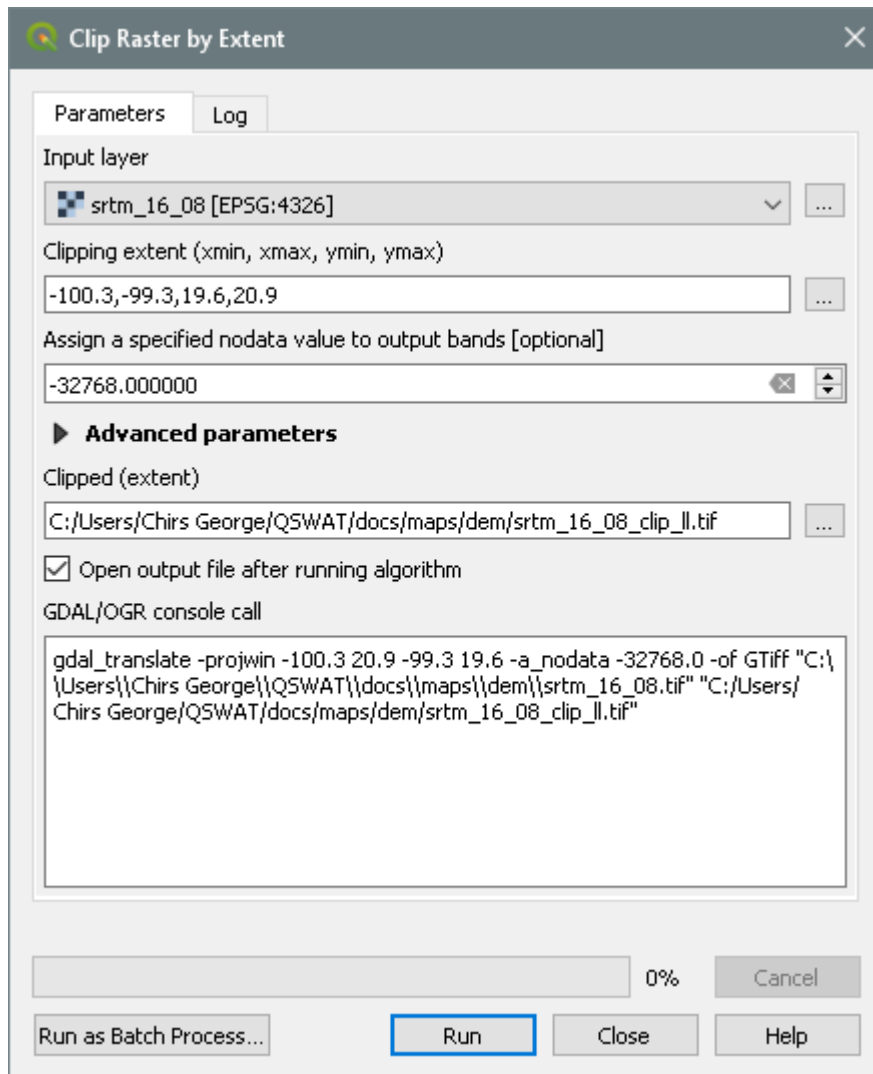 Clip Raster by Extent
Parameters
Log
Input layer
srtm_16_08 [EPSG:4326]
...
Clipping extent (xmin, xmax, ymin, ymax)
-100.3,-99.3,19.6,20.9
...
Assign a specified nodata value to output bands [optional]
-32768.000000
Advanced parameters
Clipped (extent)
C:/Users/Chirs George/QSWAT/docs/maps/dem/srtm_16_08_clip_ll.tif
...
Open output file after running algorithm
GDAL/OGR console call
gdal_translate -projwin -100.3 20.9 -99.3 19.6 -a_nodata -32768.0 -of GTiff "C:\
\Users\\Chirs George\\QSWAT\\docs\\maps\\dem\\srtm_16_08.tif" "C:/Users/
Chirs George/QSWAT/docs/maps/dem/srtm_16_08_clip_ll.tif"
0%
Cancel
Run as Batch Process...
Run
Close
Help